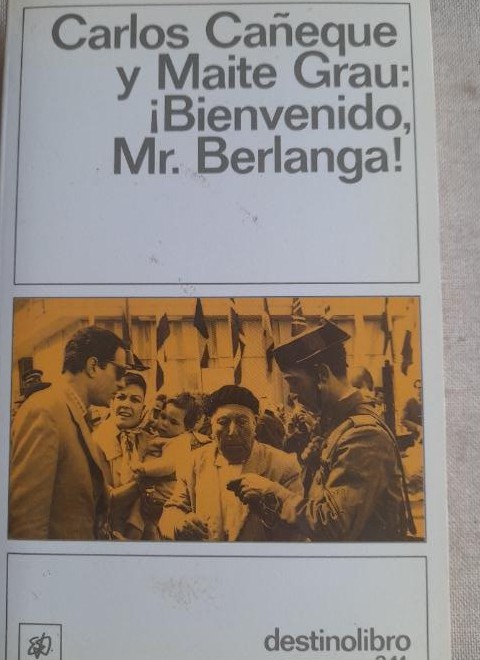 Carlos Cañeque
y Maite Grau:
¡Bienvenido,
Mr. Berlanga!
destinolibro